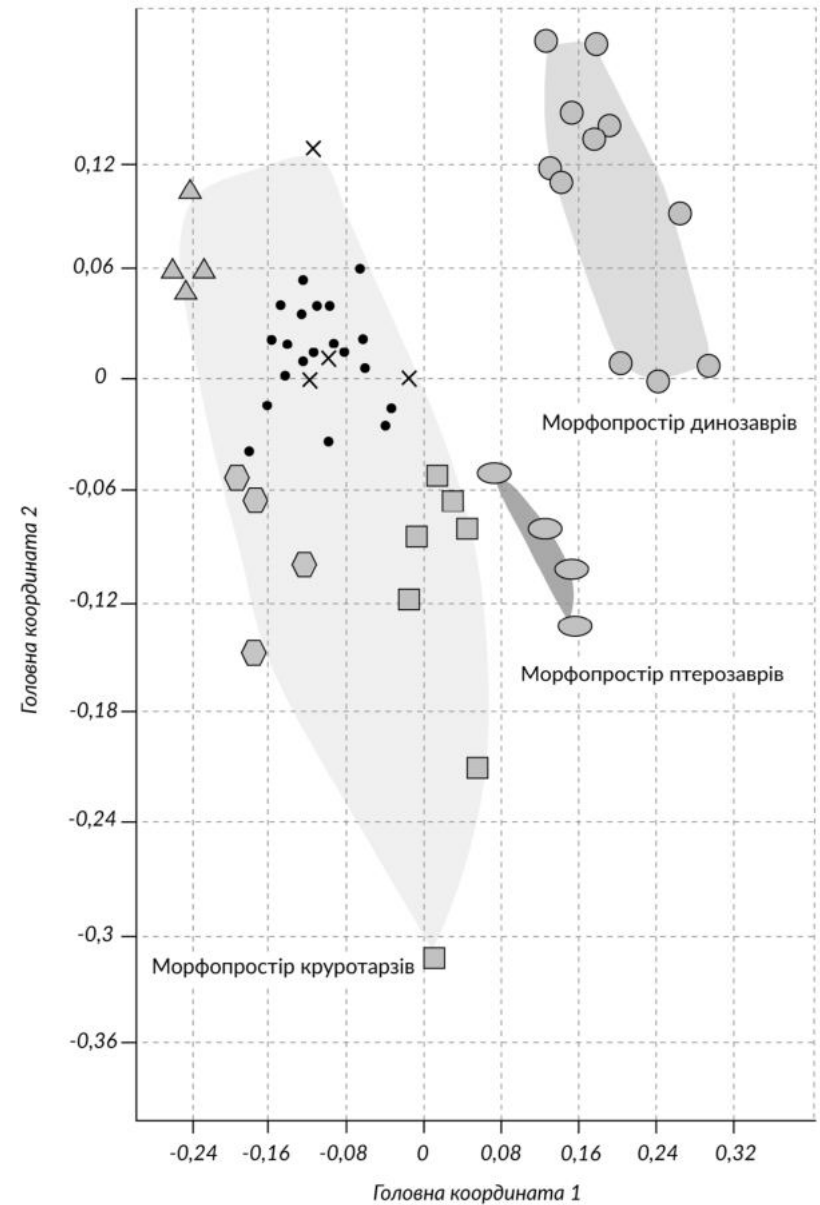 0,12
0,06
0
Морфопростір динозаврів
-0,06
-0,12
Морфопростір птерозаврів
-0,18
-0,24
-0,3
Морфопростір круротарзів
-0,36
Головна координата 2
-0,24 -0,16 -0,08 0 0,08 0,16 0,24 0,32
Головна координата 1